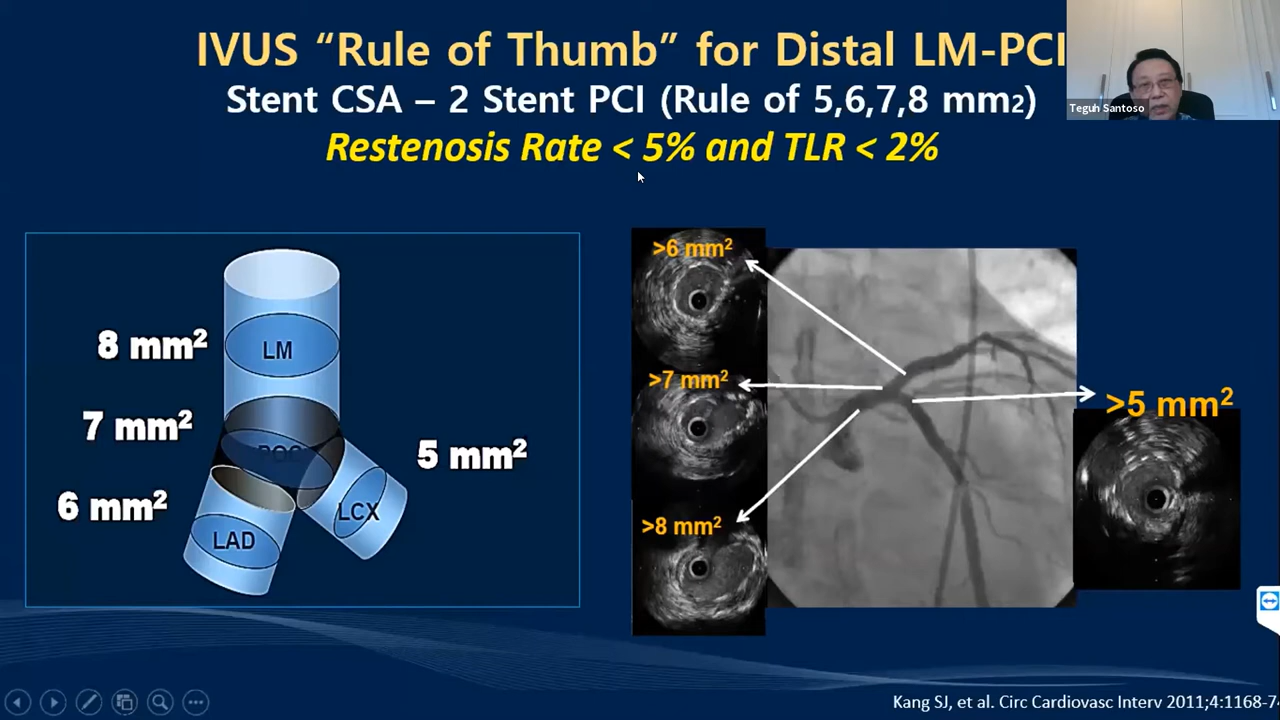 IVUS “Rule of Thumb” for Distal LM-PCI
Stent CSA – 2 Stent PCI (Rule of 5,6,7,8 mm2)
Restenosis Rate < 5% and TLR < 2%
Teguh Santoso
8 mm²
LM
7 mm²
POC
5 mm²
6 mm²
LCX
LAD
>6 mm²
>7 mm²
>5 mm²
>8 mm²
Kang SJ, et al. Circ Cardiovasc Interv 2011;4:1168-7